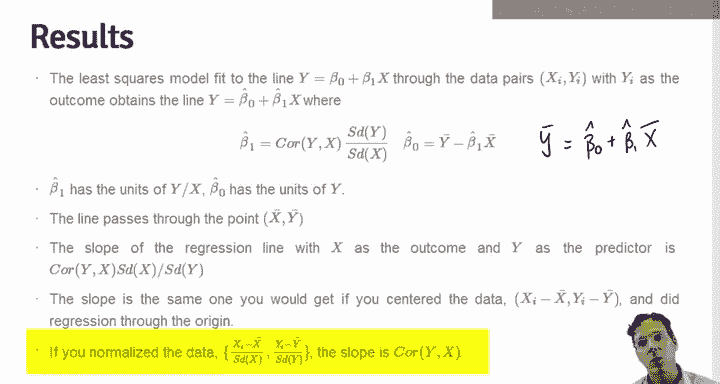 Results
· The least squares model fit to the line Y = β₀ + β₁X through the data pairs (Xᵢ, Yᵢ) with Yᵢ as the
outcome obtains the line Y = β̂₀ + β̂₁X where
β̂₁ = Cor(Y, X) Sd(Y)/Sd(X)   β̂₀ = Ȳ − β̂₁X̄
ȳ = β̂₀ + β̂₁ X̄
· β̂₁ has the units of Y/X, β̂₀ has the units of Y.
· The line passes through the point (X̄, Ȳ)
· The slope of the regression line with X as the outcome and Y as the predictor is
Cor(Y, X)Sd(X)/Sd(Y)
· The slope is the same one you would get if you centered the data, (Xᵢ − X̄, Yᵢ − Ȳ), and did
regression through the origin.
· If you normalized the data, {(Xᵢ − X̄)/Sd(X), (Yᵢ − Ȳ)/Sd(Y)}, the slope is Cor(Y, X)